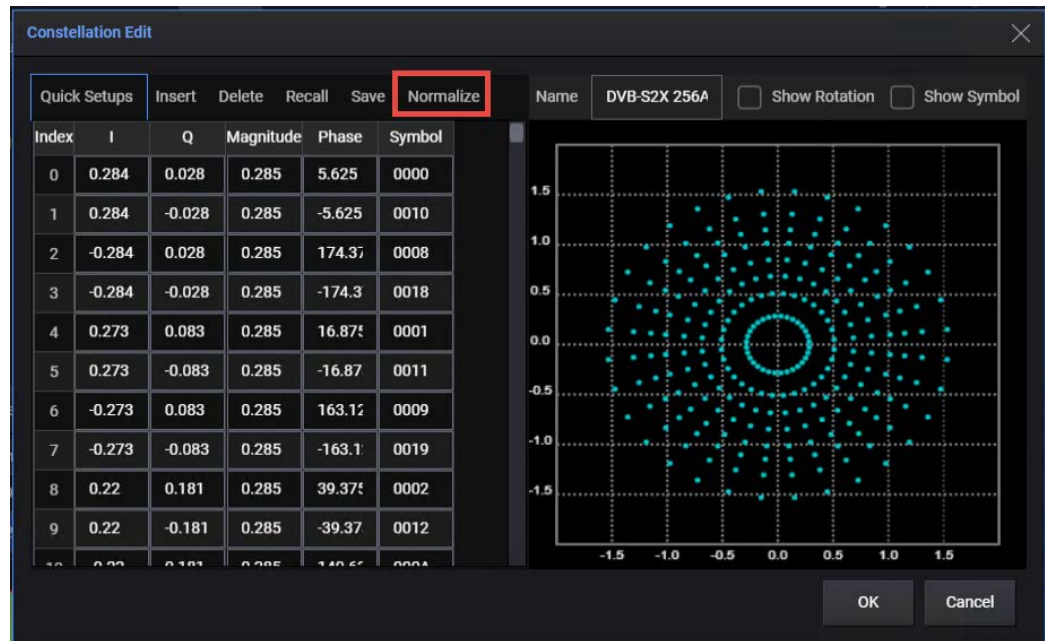 Constellation Edit
Quick Setups Insert Delete Recall Save Normalize Name DVB-S2X 256A Show Rotation Show Symbol
Index I Q Magnitude Phase Symbol
0 0.284 0.028 0.285 5.625 0000
1 0.284 -0.028 0.285 -5.625 0010
2 -0.284 0.028 0.285 174.37 0008
3 -0.284 -0.028 0.285 -174.3 0018
4 0.273 0.083 0.285 16.875 0001
5 0.273 -0.083 0.285 -16.87 0011
6 -0.273 0.083 0.285 163.12 0009
7 -0.273 -0.083 0.285 -163.1 0019
8 0.22 0.181 0.285 39.375 0002
9 0.22 -0.181 0.285 -39.37 0012
1.5
1.0
0.5
0.0
-0.5
-1.0
-1.5
-1.5 -1.0 -0.5 0.0 0.5 1.0 1.5
OK Cancel